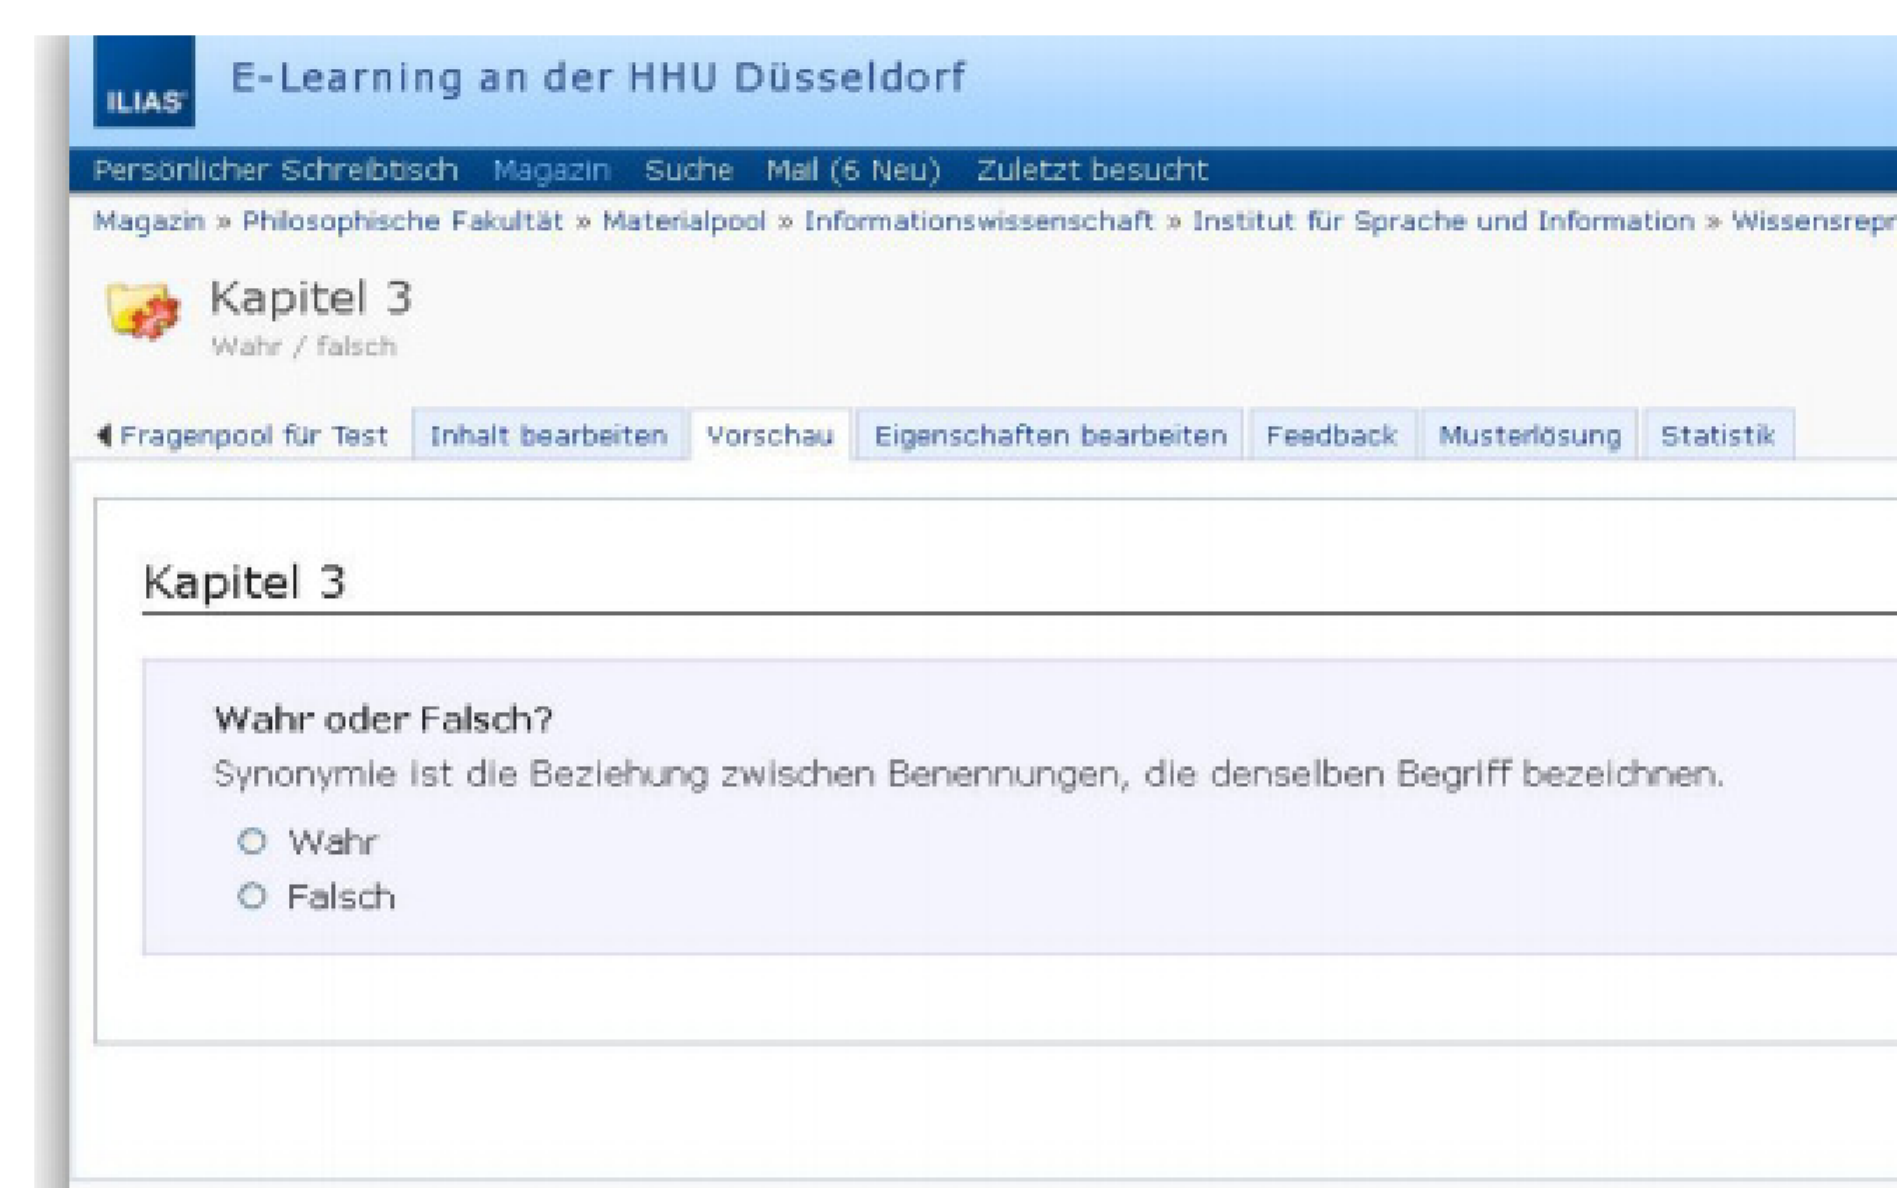 ILIAS
E-Learning an der HHU Düsseldorf
Persönlicher Schreibtisch Magazin Suche Mail (6 Neu) Zuletzt besucht
Magazin » Philosophische Fakultät » Materialpool » Informationswissenschaft » Institut für Sprache und Information » Wissensrepr
Kapitel 3
Wahr / falsch
Fragenpool für Test Inhalt bearbeiten Vorschau Eigenschaften bearbeiten Feedback Musterlösung Statistik
Kapitel 3
Wahr oder Falsch?
Synonymie ist die Beziehung zwischen Benennungen, die denselben Begriff bezeichnen.
Wahr
Falsch